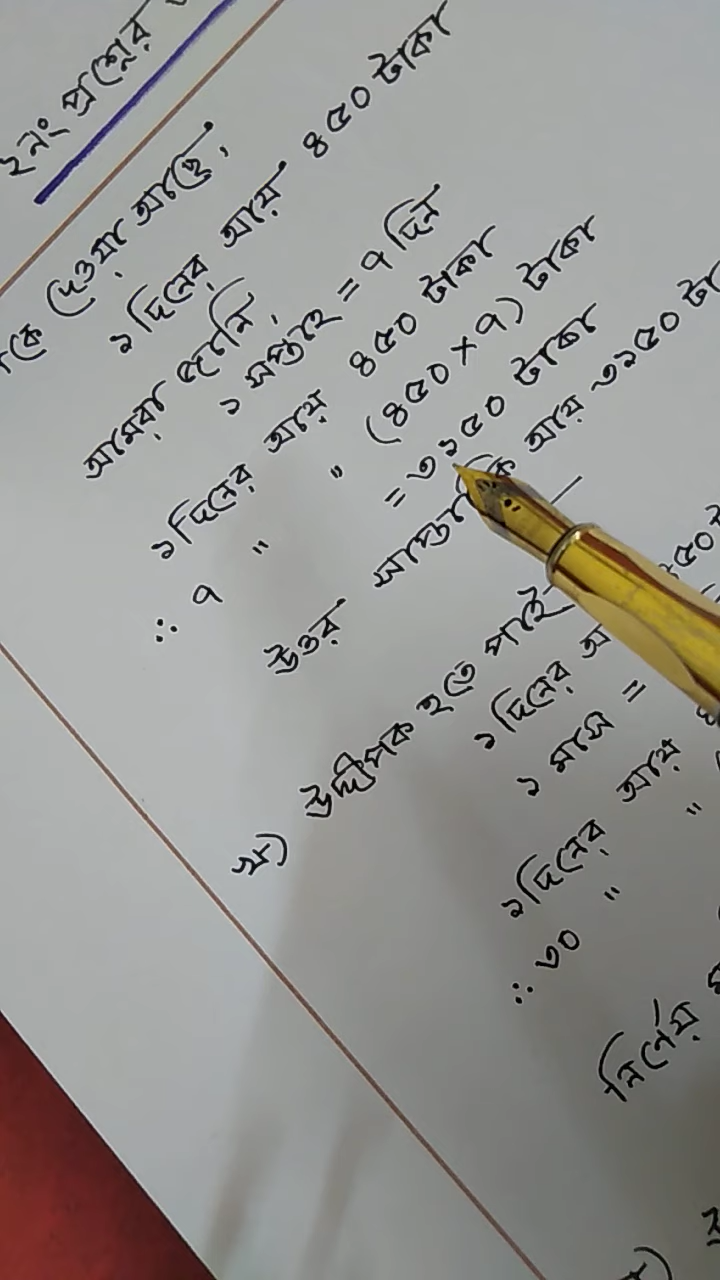 ২নং প্রশ্নের
দেওয়া আছে,
১ দিনের আয় ৪৫০ টাকা
আমরা জানি,
১ সপ্তাহে = ৭ দিন
১ দিনের আয় ৪৫০ টাকা
∴ ৭ " " (৪৫০ × ৭) টাকা
= ৩১৫০ টাকা
উত্তর সাপ্তাহিক আয় ৩১৫০
খ) উদ্দীপক হতে পাই
১ দিনের
১ মাস =
১ দিনের আয়
∴ ৩০ " "
নির্ণেয়